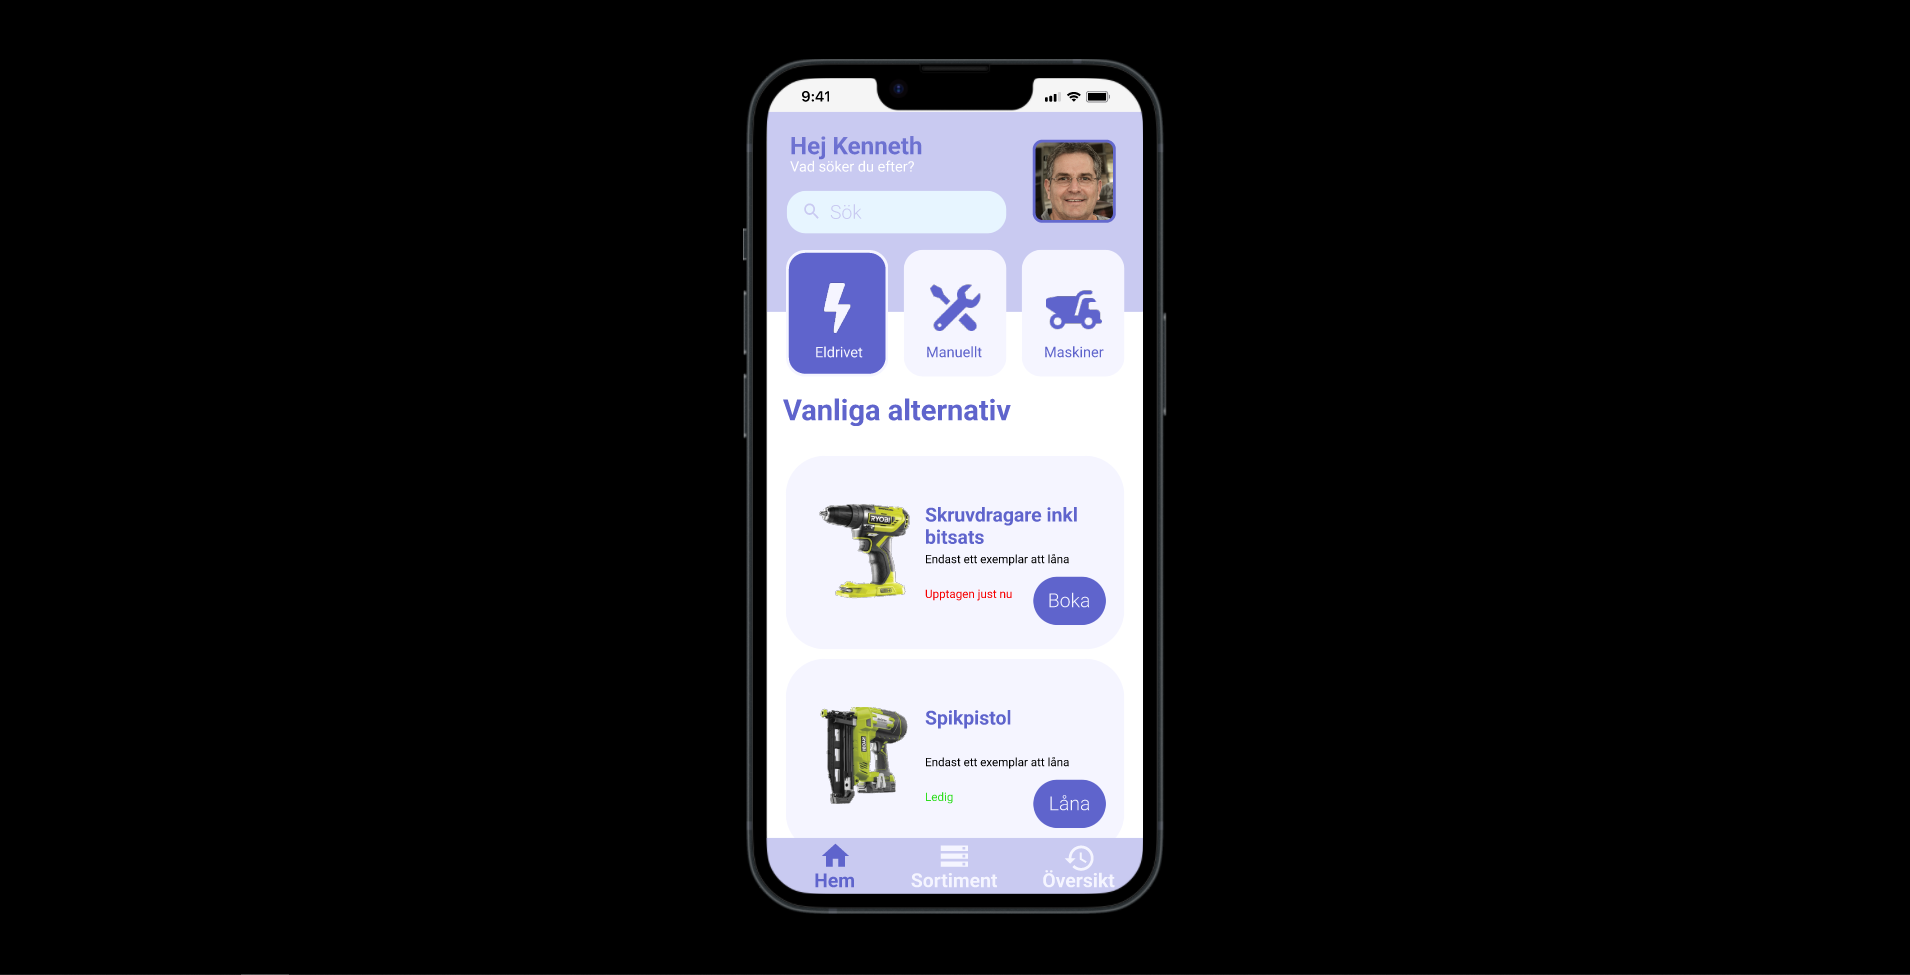 9:41
Hej Kenneth
Vad söker du efter?
Sök
Eldrivet
Manuellt
Maskiner
Vanliga alternativ
RYOBI
Skruvdragare inkl
bitsats
Endast ett exemplar att låna
Upptagen just nu
Boka
Spikpistol
Endast ett exemplar att låna
Ledig
Låna
Hem
Sortiment
Översikt